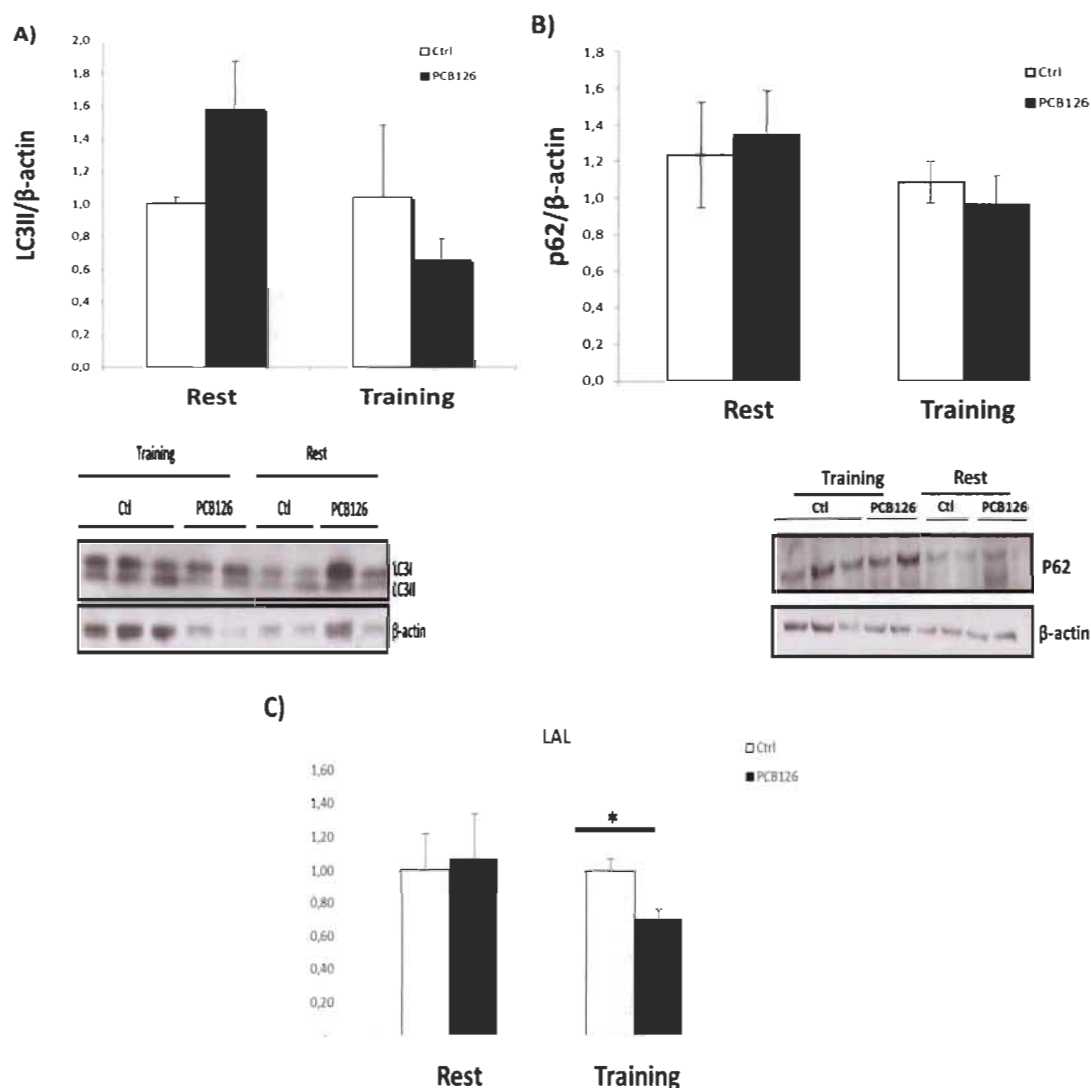 A)
LC3II/β-actin
2,0
1,8
1,6
1,4
1,2
1,0
0,8
0,6
0,4
0,2
0,0
Ctrl
PCB126
Rest
Training
B)
p62/β-actin
1,8
1,6
1,4
1,2
1,0
0,8
0,6
0,4
0,2
0,0
Ctrl
PCB126
Rest
Training
Training
Rest
Ctl
PCB126
Ctl
PCB126
LC3I
LC3II
β-actin
Training
Rest
Ctl
PCB126
Ctl
PCB126
P62
β-actin
C)
LAL
Ctrl
PCB126
1,60
1,40
1,20
1,00
0,80
0,60
0,40
0,20
-
*
Rest
Training